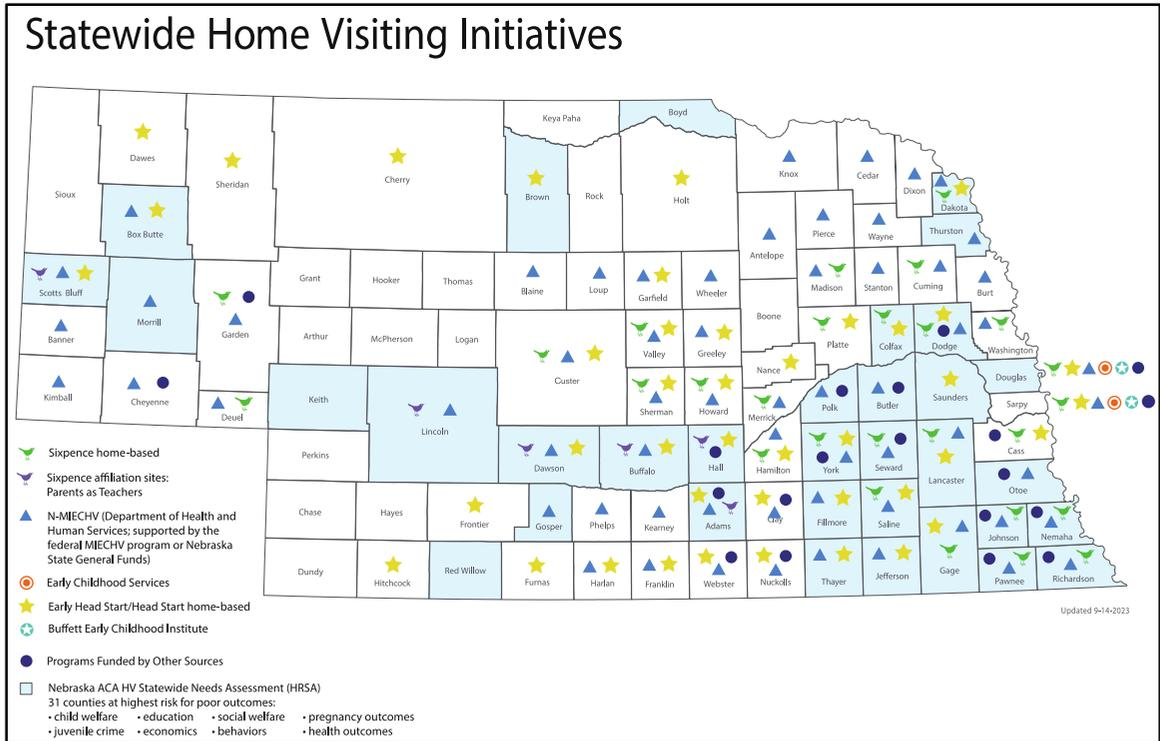 Statewide Home Visiting Initiatives
Keya Paha
Boyd
Dawes
Sheridan
Cherry
Sioux
Brown
Rock
Holt
Knox
Cedar
Dixon
Dakota
Box Butte
Pierce
Wayne
Thurston
Antelope
Scotts Bluff
Morrill
Garden
Grant
Hooker
Thomas
Blaine
Loup
Garfield
Wheeler
Madison
Stanton
Cuming
Burt
Banner
Arthur
McPherson
Logan
Valley
Greeley
Boone
Platte
Colfax
Dodge
Washington
Kimball
Cheyenne
Deuel
Keith
Lincoln
Custer
Sherman
Howard
Nance
Merrick
Polk
Butler
Saunders
Douglas
Sarpy
Perkins
Dawson
Buffalo
Hall
Hamilton
York
Seward
Lancaster
Cass
Otoe
Chase
Hayes
Frontier
Gosper
Phelps
Kearney
Adams
Clay
Fillmore
Saline
Johnson
Nemaha
Dundy
Hitchcock
Red Willow
Furnas
Harlan
Franklin
Webster
Nuckolls
Thayer
Jefferson
Gage
Pawnee
Richardson
Sixpence home-based
Sixpence affiliation sites:
Parents as Teachers
N-MIECHV (Department of Health and
Human Services; supported by the
federal MIECHV program or Nebraska
State General Funds)
Early Childhood Services
Early Head Start/Head Start home-based
Buffett Early Childhood Institute
Programs Funded by Other Sources
Nebraska ACA HV Statewide Needs Assessment (HRSA)
31 counties at highest risk for poor outcomes:
• child welfare • education • social welfare • pregnancy outcomes
• juvenile crime • economics • behaviors • health outcomes
Updated 9-14-2023